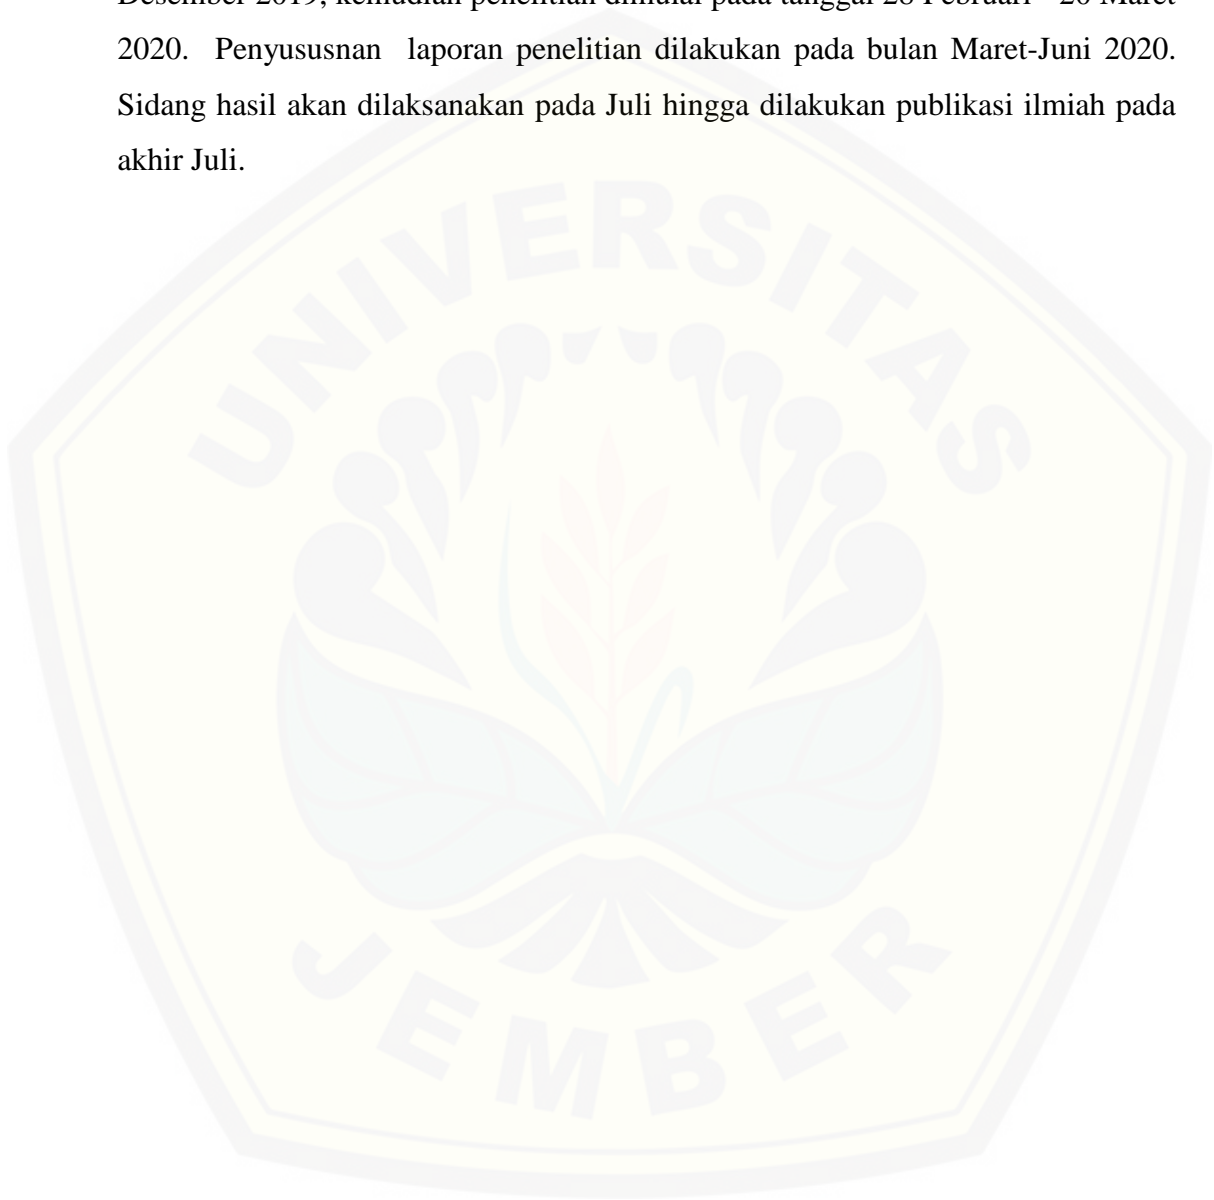 Desember 2019, kemudian penelitian dimulai pada tanggal 28 Februari - 20 Maret
2020. Penyususnan laporan penelitian dilakukan pada bulan Maret-Juni 2020.
Sidang hasil akan dilaksanakan pada Juli hingga dilakukan publikasi ilmiah pada
akhir Juli.
UNIVERSITAS
JEMBER